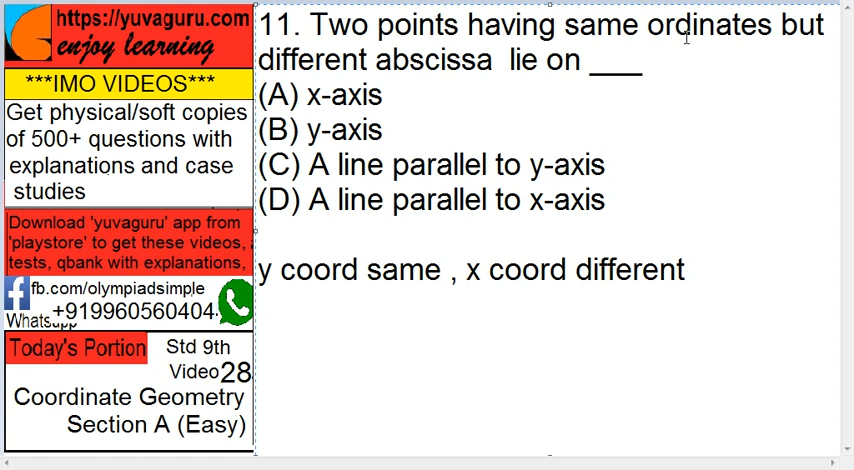 https://yuvaguru.com
enjoy learning
***IMO VIDEOS***
Get physical/soft copies
of 500+ questions with
explanations and case
studies
Download 'yuvaguru' app from
'playstore' to get these videos,
tests, qbank with explanations,
fb.com/olympiadsimple
+919960560404
Whatsapp
Today's Portion
Std 9th
Video 28
Coordinate Geometry
Section A (Easy)
11. Two points having same ordinates but
different abscissa lie on ___
(A) x-axis
(B) y-axis
(C) A line parallel to y-axis
(D) A line parallel to x-axis
y coord same , x coord different